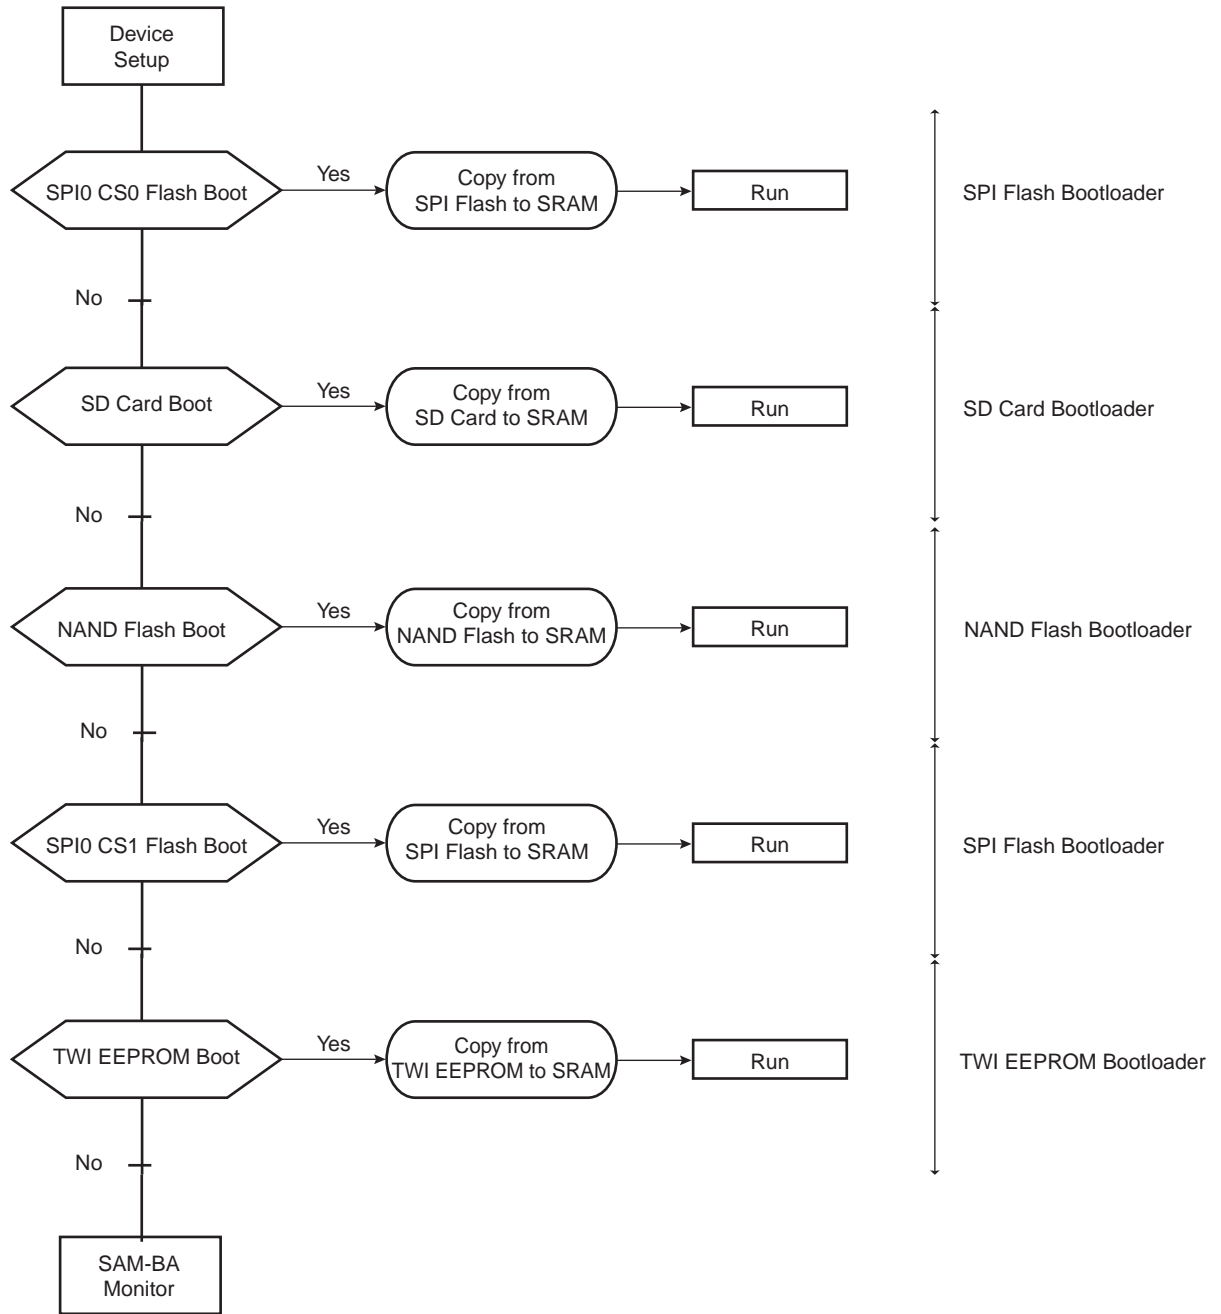 Device
Setup
SPI0 CS0 Flash Boot
Yes
Copy from
SPI Flash to SRAM
Run
SPI Flash Bootloader
No
SD Card Boot
Yes
Copy from
SD Card to SRAM
Run
SD Card Bootloader
No
NAND Flash Boot
Yes
Copy from
NAND Flash to SRAM
Run
NAND Flash Bootloader
No
SPI0 CS1 Flash Boot
Yes
Copy from
SPI Flash to SRAM
Run
SPI Flash Bootloader
No
TWI EEPROM Boot
Yes
Copy from
TWI EEPROM to SRAM
Run
TWI EEPROM Bootloader
No
SAM-BA
Monitor